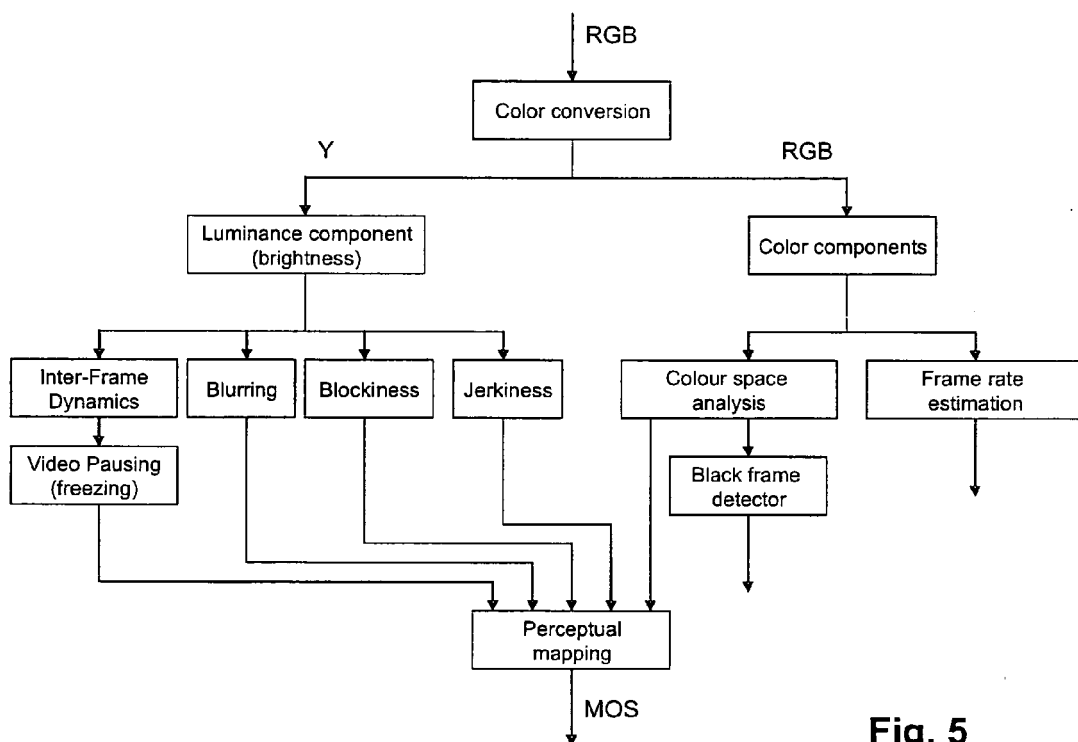 RGB
Color conversion
Y
RGB
Luminance component
(brightness)
Color components
Inter-Frame
Dynamics
Blurring
Blockiness
Jerkiness
Colour space
analysis
Frame rate
estimation
Video Pausing
(freezing)
Black frame
detector
Perceptual
mapping
MOS
Fig. 5